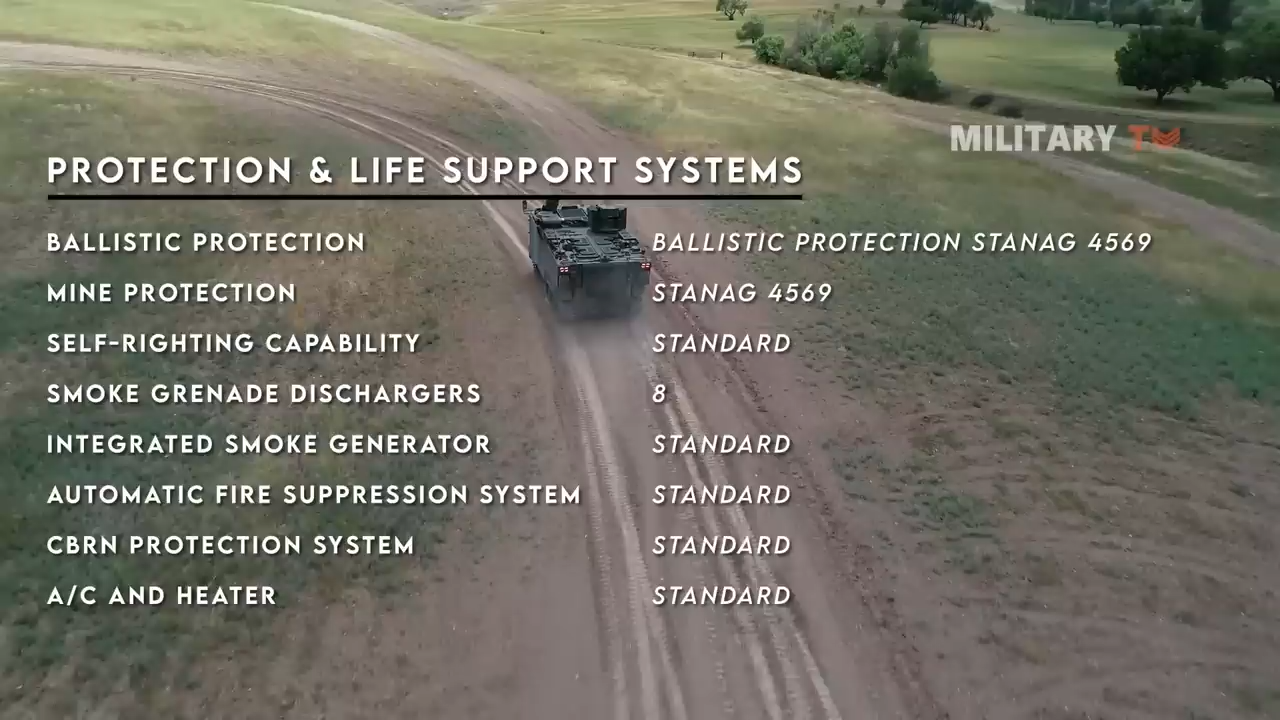 MILITARY TM
PROTECTION & LIFE SUPPORT SYSTEMS
BALLISTIC PROTECTION BALLISTIC PROTECTION STANAG 4569
MINE PROTECTION STANAG 4569
SELF-RIGHTING CAPABILITY STANDARD
SMOKE GRENADE DISCHARGERS 8
INTEGRATED SMOKE GENERATOR STANDARD
AUTOMATIC FIRE SUPPRESSION SYSTEM STANDARD
CBRN PROTECTION SYSTEM STANDARD
A/C AND HEATER STANDARD